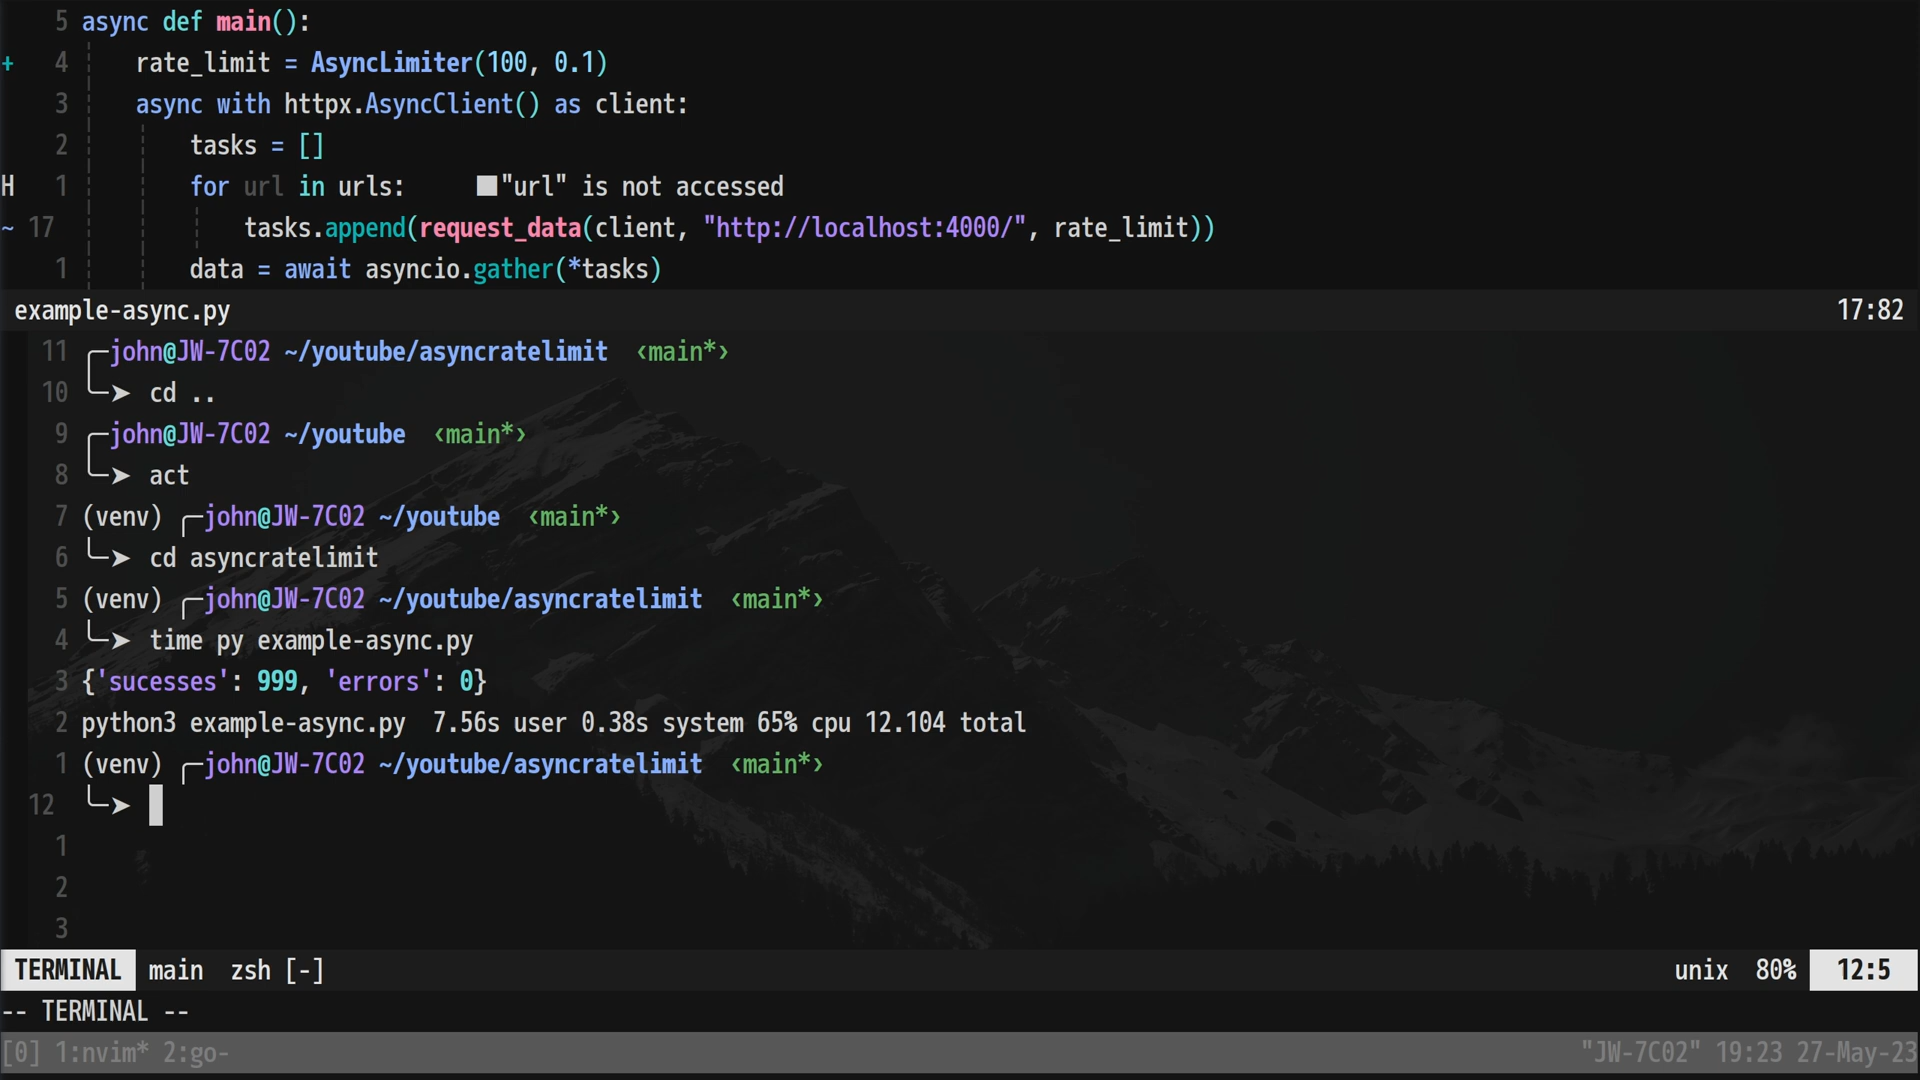 5 async def main():
+ 4 rate_limit = AsyncLimiter(100, 0.1)
3 async with httpx.AsyncClient() as client:
2 tasks = []
H 1 for url in urls: ■"url" is not accessed
~ 17 tasks.append(request_data(client, "http://localhost:4000/", rate_limit))
1 data = await asyncio.gather(*tasks)
example-async.py 17:82
11 ╭─john@JW-7C02 ~/youtube/asyncratelimit ‹main*›
10 ╰─➤ cd ..
9 ╭─john@JW-7C02 ~/youtube ‹main*›
8 ╰─➤ act
7 (venv) ╭─john@JW-7C02 ~/youtube ‹main*›
6 ╰─➤ cd asyncratelimit
5 (venv) ╭─john@JW-7C02 ~/youtube/asyncratelimit ‹main*›
4 ╰─➤ time py example-async.py
3 {'sucesses': 999, 'errors': 0}
2 python3 example-async.py 7.56s user 0.38s system 65% cpu 12.104 total
1 (venv) ╭─john@JW-7C02 ~/youtube/asyncratelimit ‹main*›
12 ╰─➤
1
2
3
TERMINAL main zsh [-] unix 80% 12:5
-- TERMINAL --
[0] 1:nvim* 2:go- "JW-7C02" 19:23 27-May-23